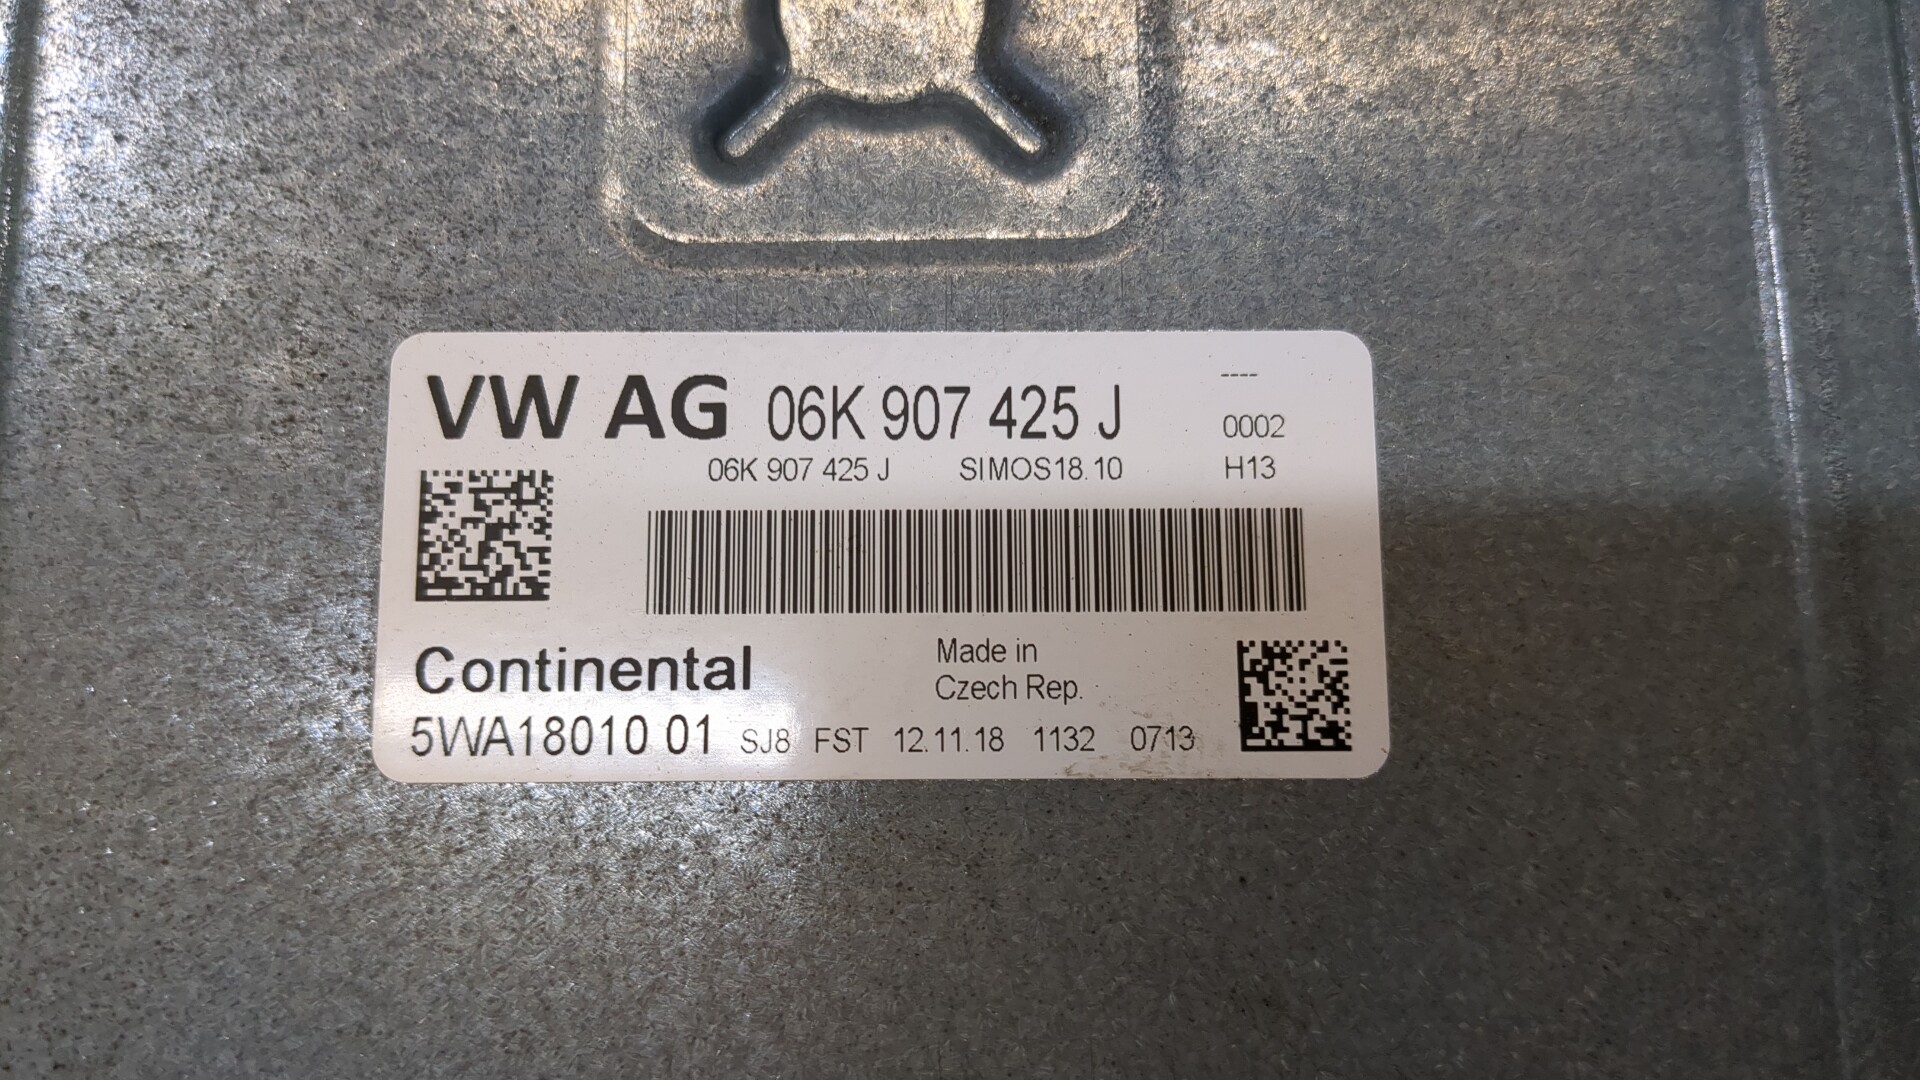 VW AG 06K 907 425 J ----
0002
06K 907 425 J SIMOS18.10 H13
Continental
Made in
Czech Rep.
5WA18010 01 SJ8 FST 12.11.18 1132 0713